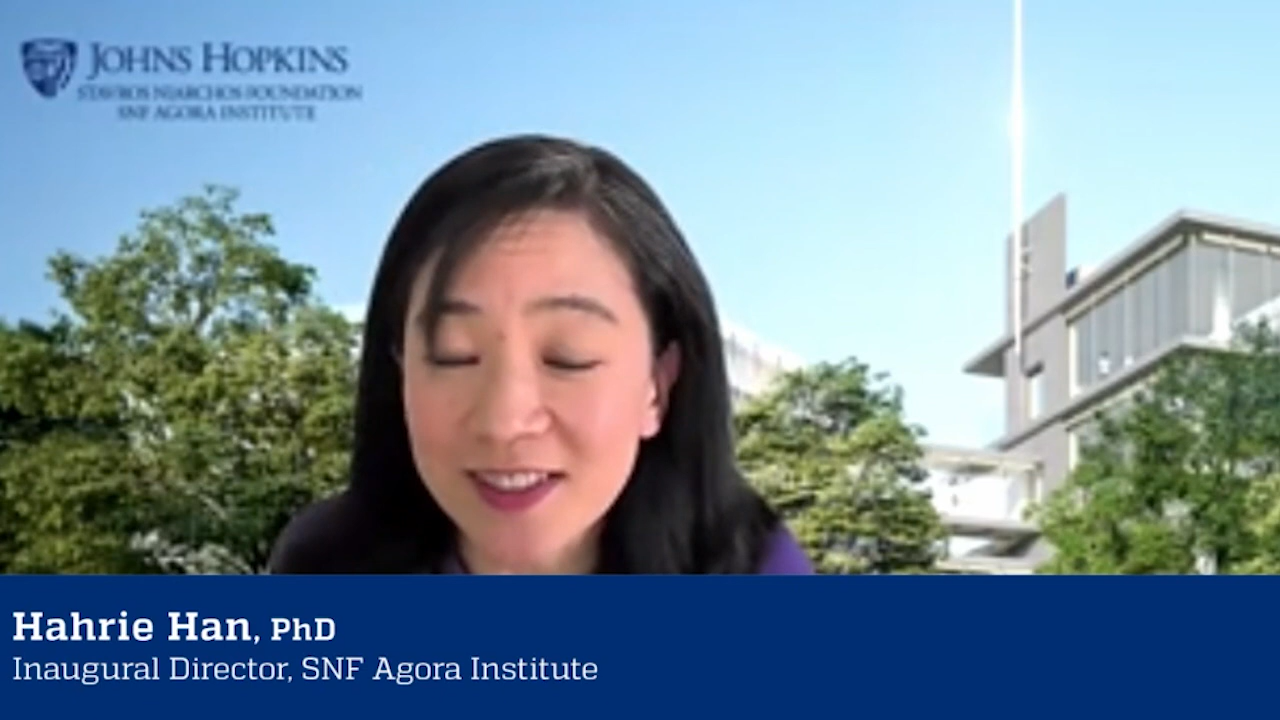 JOHNS HOPKINS
STAVROS NIARCHOS FOUNDATION
SNF AGORA INSTITUTE
Hahrie Han, PhD
Inaugural Director, SNF Agora Institute